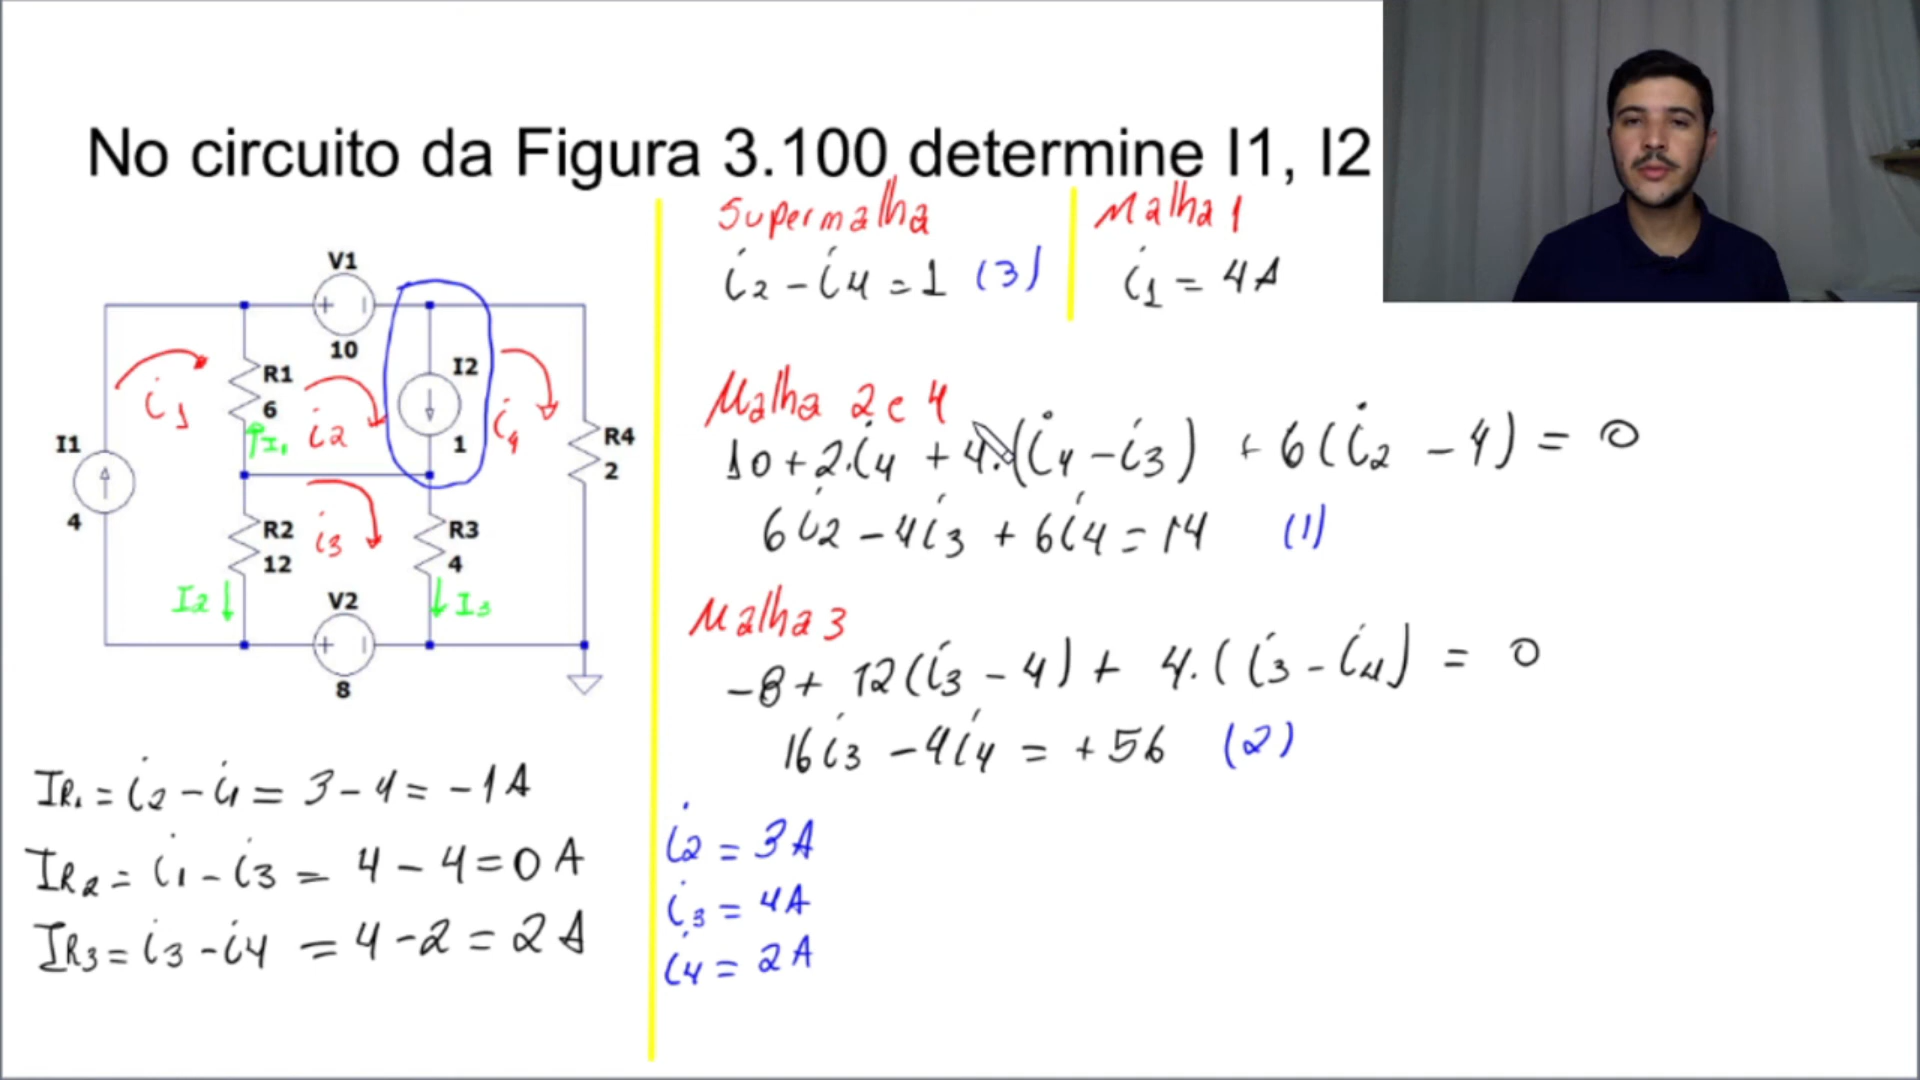 No circuito da Figura 3.100 determine I1, I2
V1
10
R1
6
i1
i2
I1
I2
1
i4
R4
2
I1
4
R2
12
i3
R3
4
I2
I3
V2
8
Supermalha
i2 - i4 = 1 (3)
Malha 1
i1 = 4A
Malha 2 e 4
10 + 2.i4 + 4.(i4 - i3) + 6(i2 - 4) = 0
6i2 - 4i3 + 6i4 = 14 (1)
Malha 3
-8 + 12(i3 - 4) + 4.(i3 - i4) = 0
16i3 - 4i4 = +56 (2)
i2 = 3A
i3 = 4A
i4 = 2A
IR1 = i2 - i1 = 3 - 4 = -1A
IR2 = i1 - i3 = 4 - 4 = 0A
IR3 = i3 - i4 = 4 - 2 = 2A